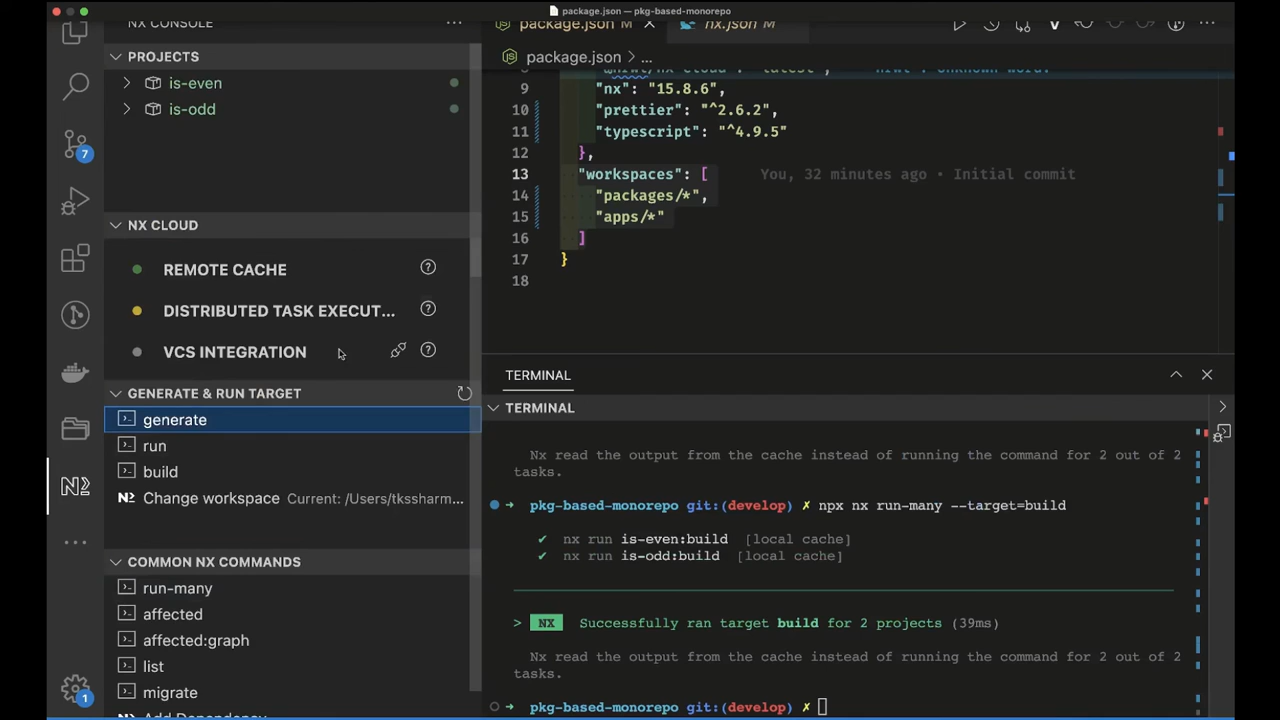 package.json — pkg-based-monorepo
NX CONSOLE
PROJECTS
is-even
is-odd
7
NX CLOUD
REMOTE CACHE
DISTRIBUTED TASK EXECUT...
VCS INTEGRATION
GENERATE & RUN TARGET
generate
run
build
Change workspace Current: /Users/tkssharm...
COMMON NX COMMANDS
run-many
affected
affected:graph
list
migrate
Add Dependency
1
package.json M
nx.json M
package.json > ...
"latest",
9 "nx": "15.8.6",
10 "prettier": "^2.6.2",
11 "typescript": "^4.9.5"
12 },
13 "workspaces": [ You, 32 minutes ago • Initial commit
14 "packages/*",
15 "apps/*"
16 ]
17 }
18
TERMINAL
TERMINAL
Nx read the output from the cache instead of running the command for 2 out of 2
tasks.
pkg-based-monorepo git:(develop) ✗ npx nx run-many --target=build
✔ nx run is-even:build [local cache]
✔ nx run is-odd:build [local cache]
> NX Successfully ran target build for 2 projects (39ms)
Nx read the output from the cache instead of running the command for 2 out of 2
tasks.
pkg-based-monorepo git:(develop) ✗